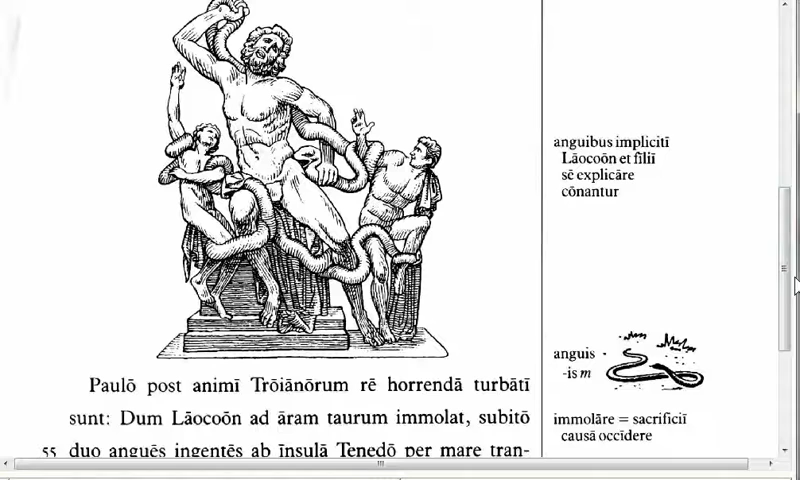 anguibus implicitī
Lāocoōn et fīliī
sē explicāre
cōnantur
anguis
-is m
Paulō post animī Trōiānōrum rē horrendā turbātī
sunt: Dum Lāocoōn ad āram taurum immolat, subitō
55 duo anguēs ingentēs ab īnsulā Tenedō per mare tran-
immolāre = sacrificiī
causā occīdere